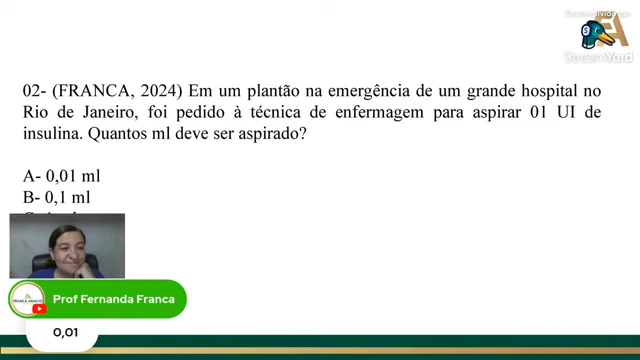 StreamYard
02- (FRANCA, 2024) Em um plantão na emergência de um grande hospital no
Rio de Janeiro, foi pedido à técnica de enfermagem para aspirar 01 UI de
insulina. Quantos ml deve ser aspirado?
A- 0,01 ml
B- 0,1 ml
FRANCA ARAUJO
Prof Fernanda Franca
0,01